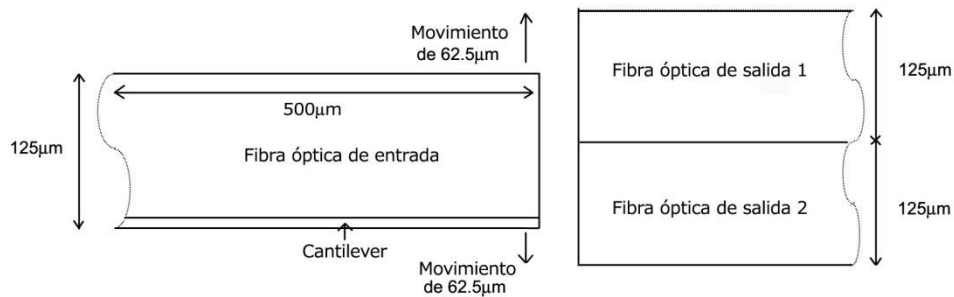 Movimiento
de 62.5μm
125μm
500μm
Fibra óptica de entrada
Cantilever
Movimiento
de 62.5μm
Fibra óptica de salida 1
125μm
Fibra óptica de salida 2
125μm